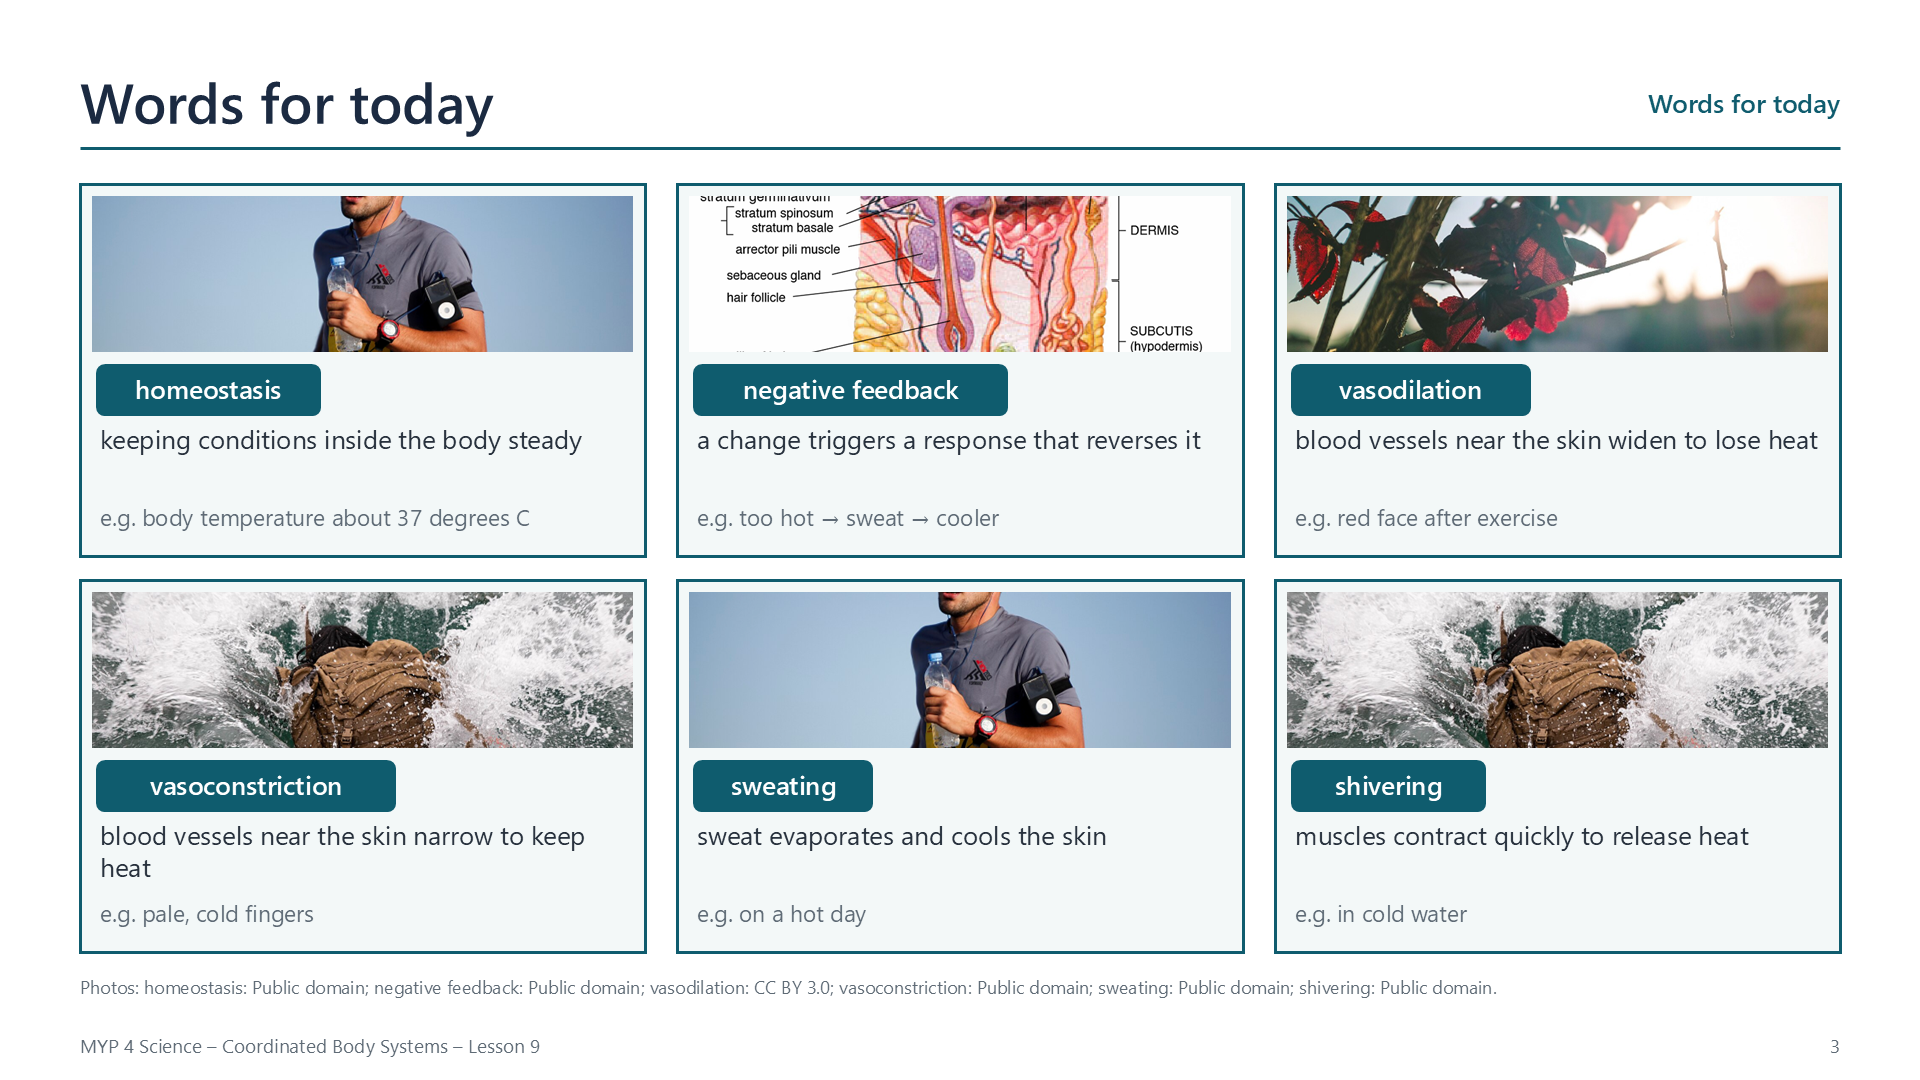 Words for today
Words for today
stratum germinativum
stratum spinosum
stratum basale
arrector pili muscle
sebaceous gland
hair follicle
DERMIS
SUBCUTIS
(hypodermis)
homeostasis
keeping conditions inside the body steady
e.g. body temperature about 37 degrees C
negative feedback
a change triggers a response that reverses it
e.g. too hot → sweat → cooler
vasodilation
blood vessels near the skin widen to lose heat
e.g. red face after exercise
vasoconstriction
blood vessels near the skin narrow to keep
heat
e.g. pale, cold fingers
sweating
sweat evaporates and cools the skin
e.g. on a hot day
shivering
muscles contract quickly to release heat
e.g. in cold water
Photos: homeostasis: Public domain; negative feedback: Public domain; vasodilation: CC BY 3.0; vasoconstriction: Public domain; sweating: Public domain; shivering: Public domain.
MYP 4 Science – Coordinated Body Systems – Lesson 9
3